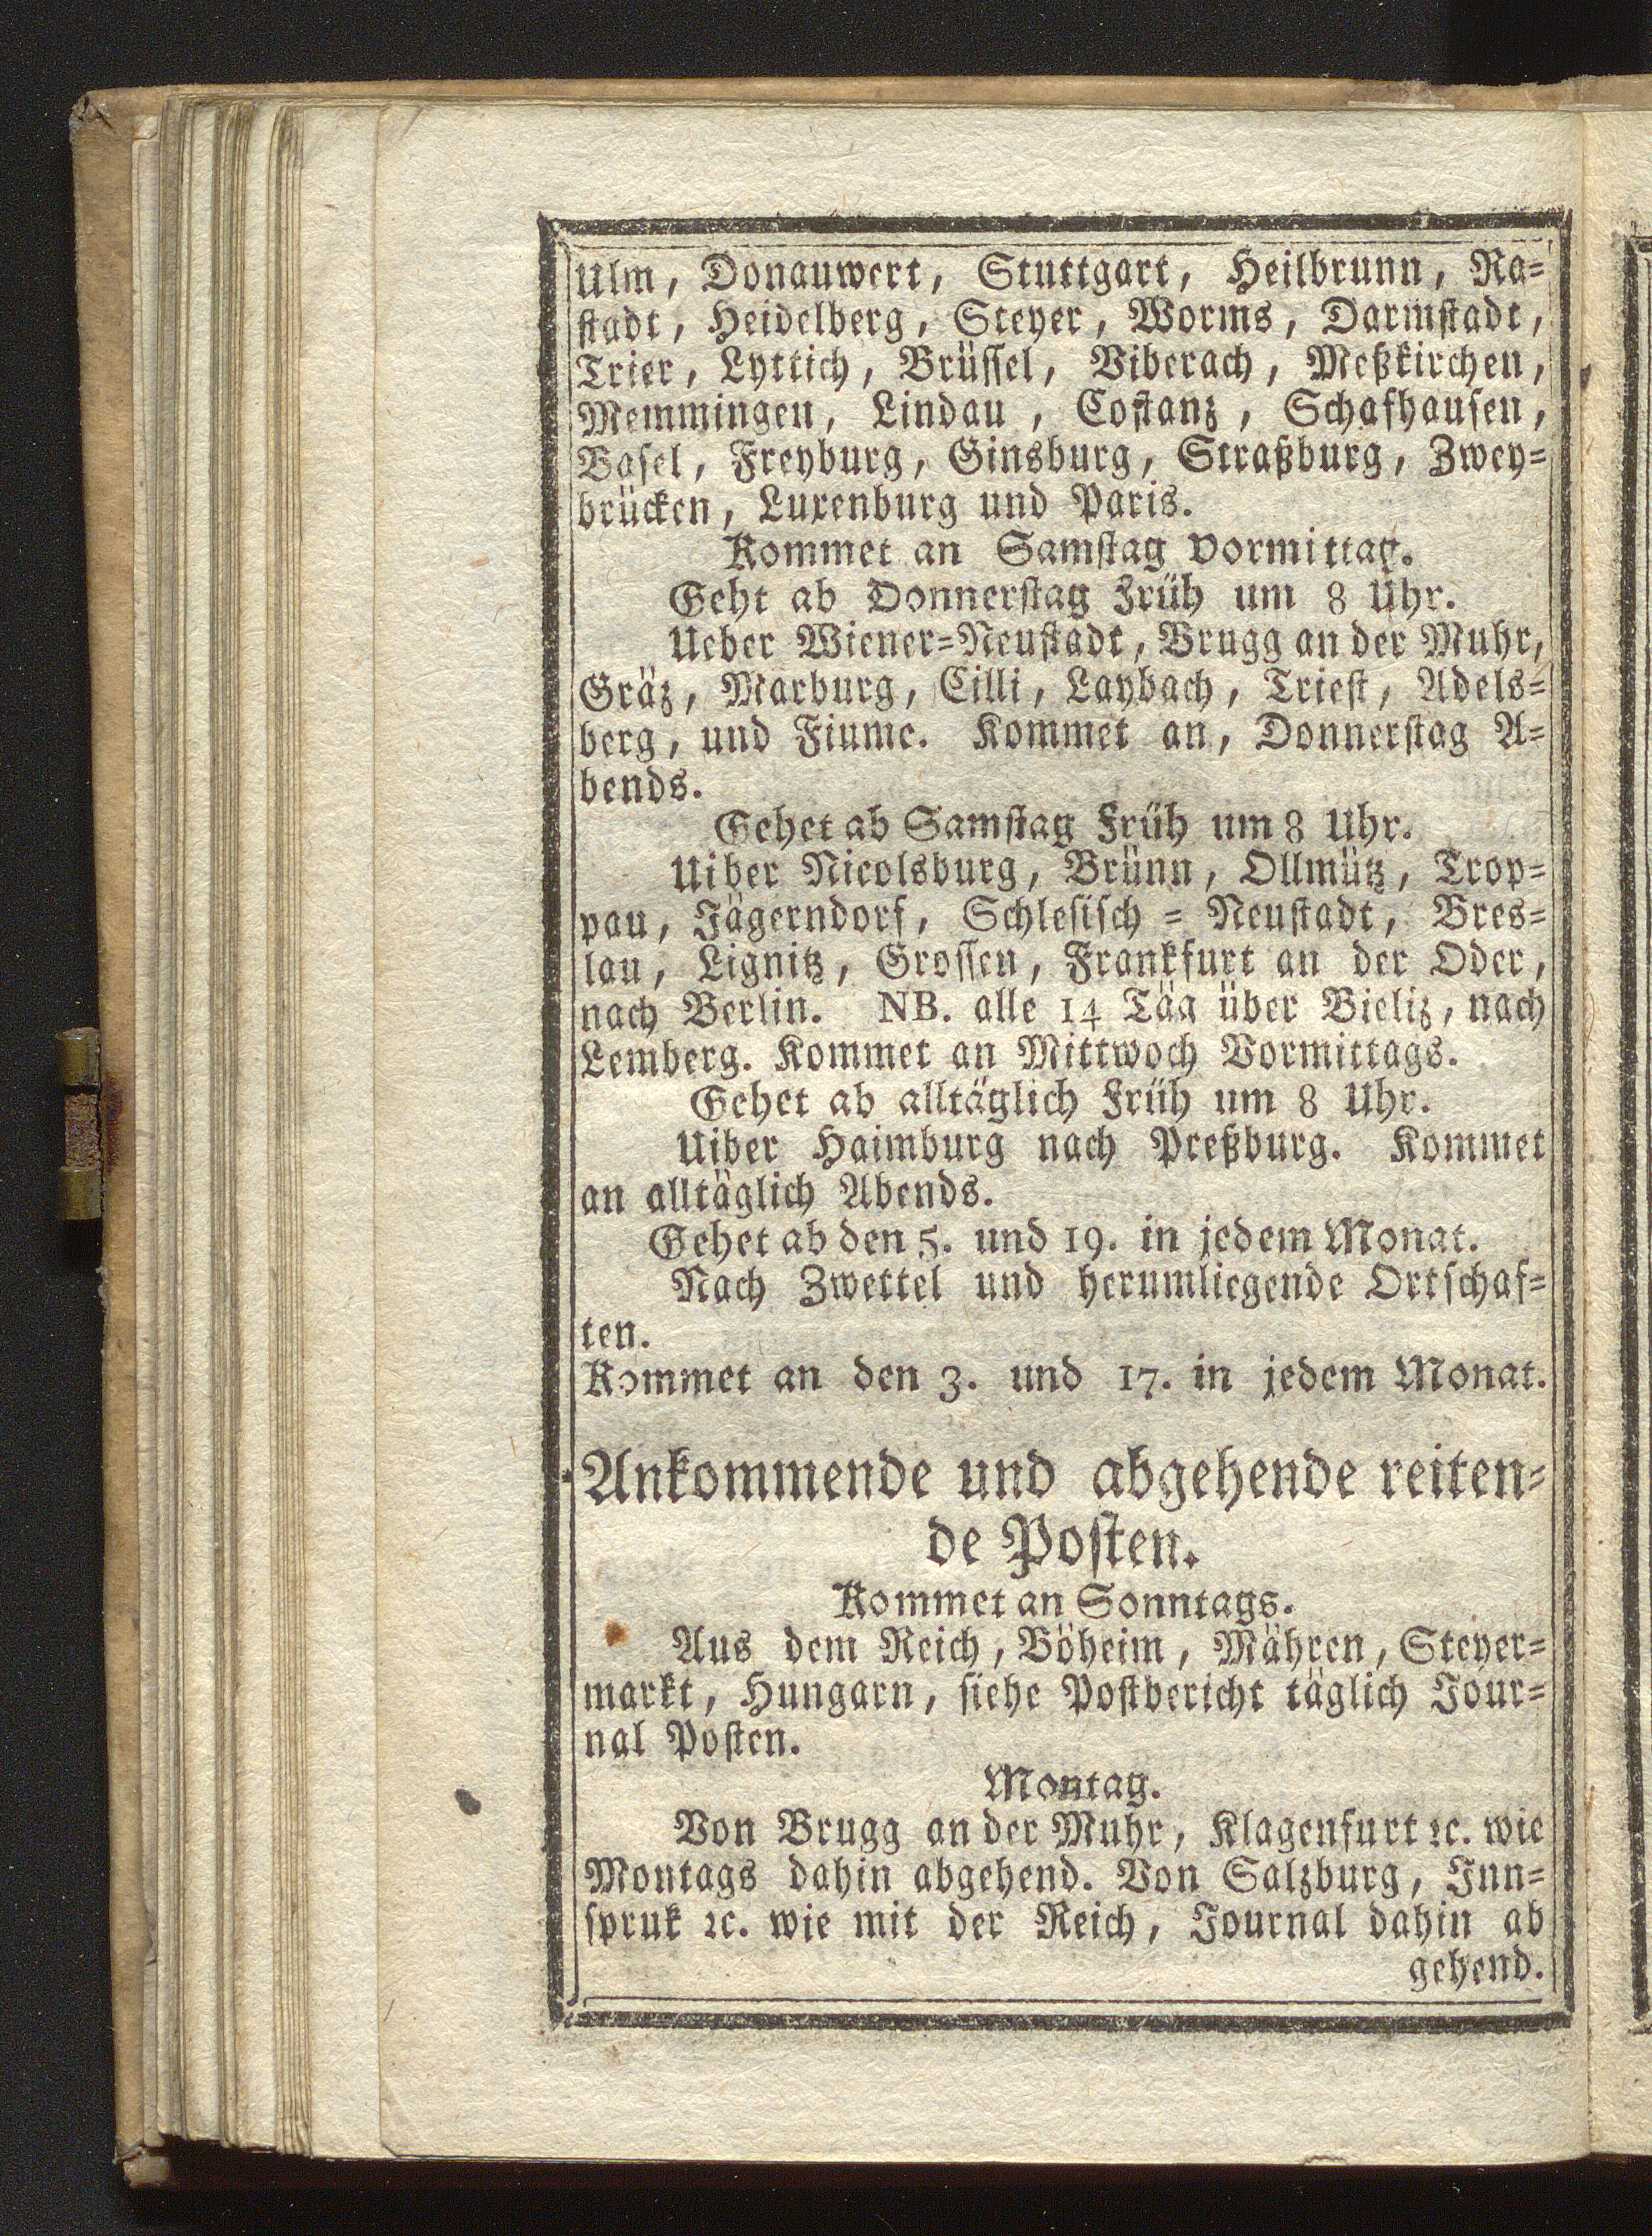 Ulm, Donauwert, Stuttgart, Heilbrunn, Ra=
stadt, Heidelberg, Steyer, Worms, Darmstadt,
Trier, Lyttich, Brüssel, Biberach, Meßkirchen,
Memmingen, Lindau, Costanz, Schafhausen,
Basel, Freyburg, Ginsburg, Straßburg, Zwey=
brücken, Luxenburg und Paris.
Kommet an Samstag vormittag.
Geht ab Donnerstag Früh um 8 Uhr.
Ueber Wiener=Neustadt, Brugg an der Muhr,
Gräz, Marburg, Cilli, Laybach, Triest, Adels=
berg, und Fiume. Kommet an, Donnerstag A=
bends.
Gehet ab Samstag Früh um 8 Uhr.
Uiber Nicolsburg, Brünn, Ollmütz, Trop=
pau, Jägerndorf, Schlesisch = Neustadt, Bres=
lau, Lignitz, Grossen, Frankfurt an der Oder,
nach Berlin. NB. alle 14 Täg über Bieliz, nach
Lemberg. Kommet an Mittwoch Vormittags.
Gehet ab alltäglich Früh um 8 Uhr.
Uiber Haimburg nach Preßburg. Kommet
an alltäglich Abends.
Gehet ab den 5. und 19. in jedem Monat.
Nach Zwettel und herumliegende Ortschaf=
ten.
Kommet an den 3. und 17. in jedem Monat.
Ankommende und abgehende reiten=
de Posten.
Kommet an Sonntags.
Aus dem Reich, Böheim, Mähren, Steyer=
markt, Hungarn, siehe Postbericht täglich Jour=
nal Posten.
Montag.
Von Brugg an der Muhr, Klagenfurt ꝛc. wie
Montags dahin abgehend. Von Salzburg, Inn=
spruk ꝛc. wie mit der Reich, Journal dahin ab
gehend.